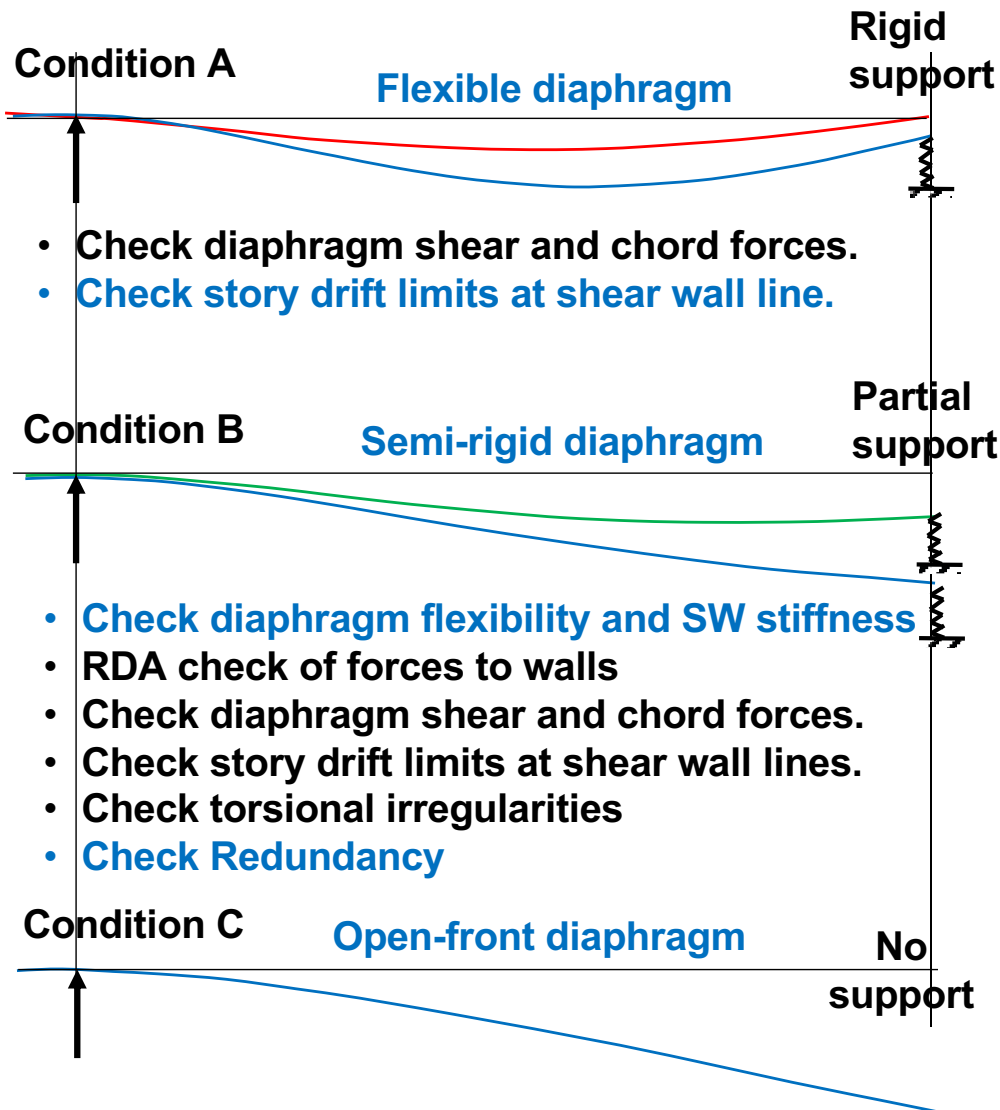 Condition A
Flexible diaphragm
Rigid
support
• Check diaphragm shear and chord forces.
• Check story drift limits at shear wall line.
Condition B
Semi-rigid diaphragm
Partial
support
• Check diaphragm flexibility and SW stiffness
• RDA check of forces to walls
• Check diaphragm shear and chord forces.
• Check story drift limits at shear wall lines.
• Check torsional irregularities
• Check Redundancy
Condition C
Open-front diaphragm
No
support